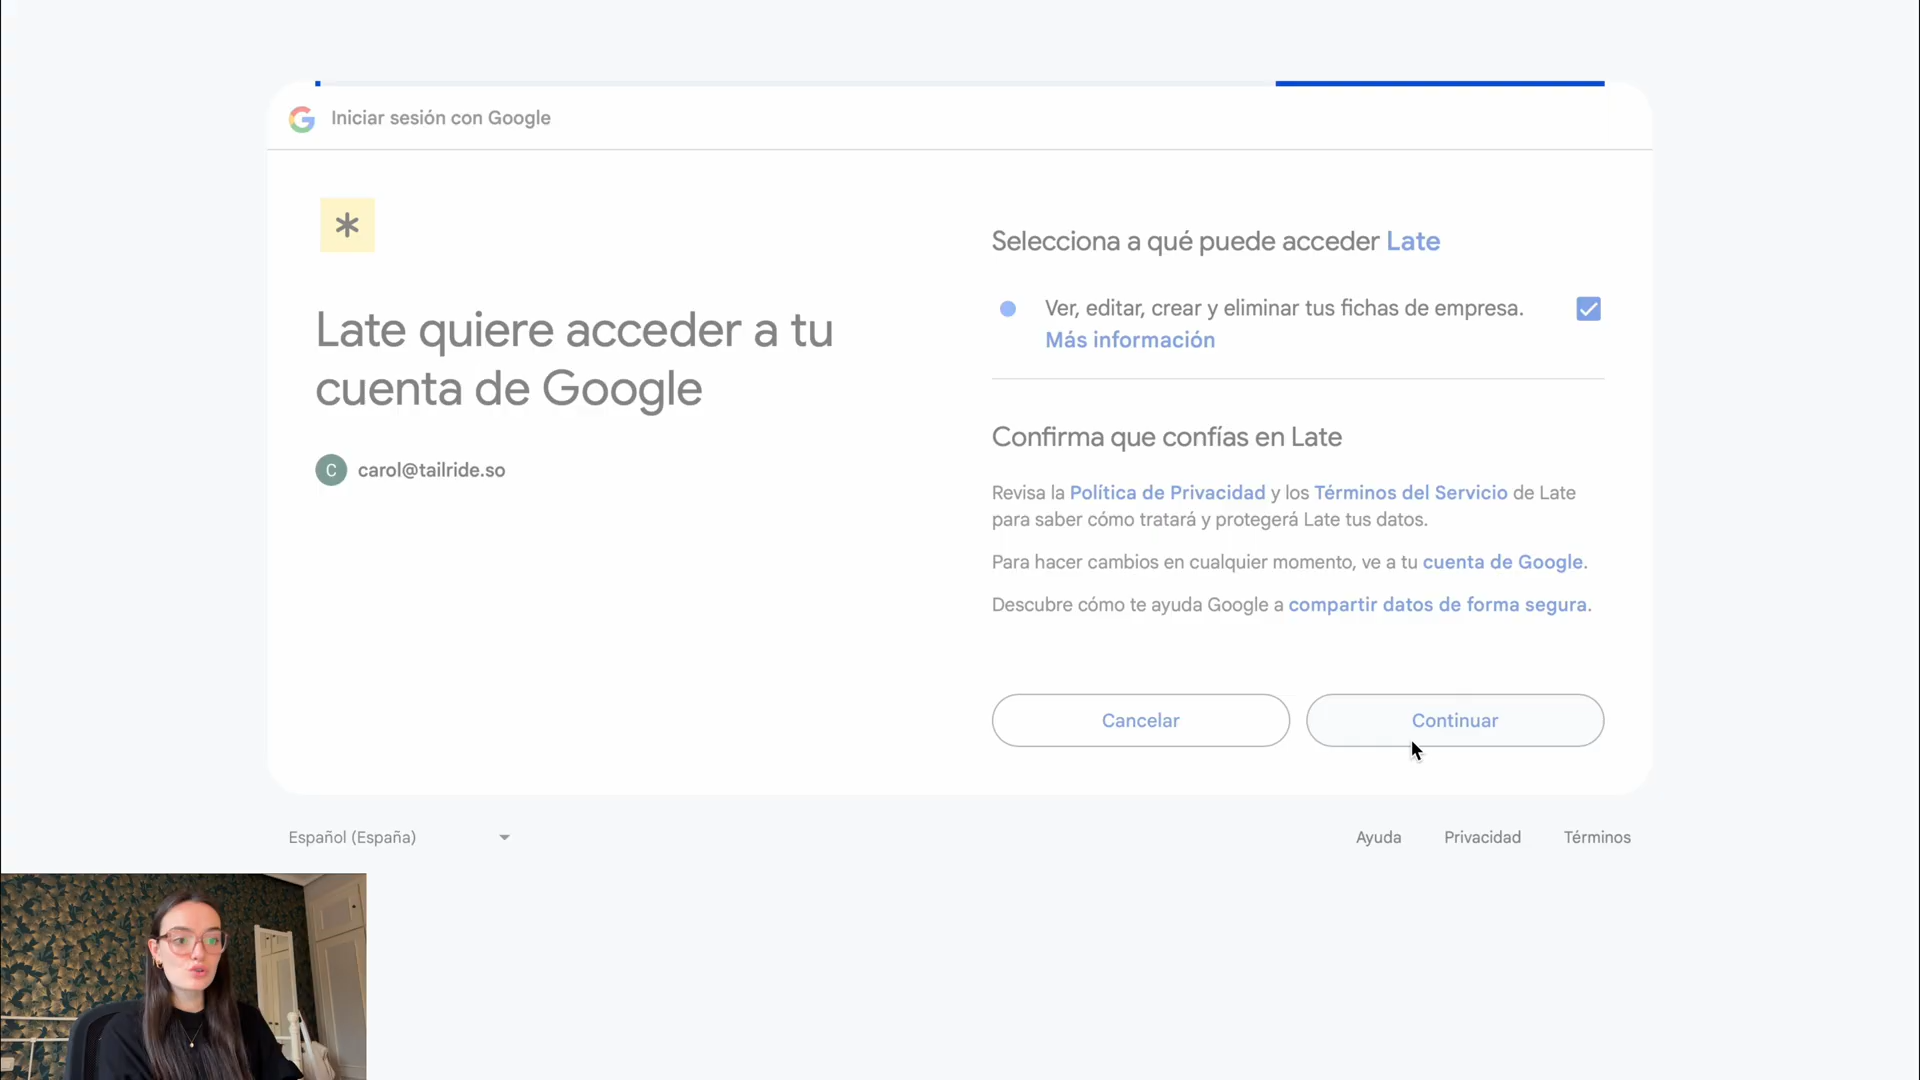 Iniciar sesión con Google
Late quiere acceder a tu
cuenta de Google
C carol@tailride.so
Selecciona a qué puede acceder Late
Ver, editar, crear y eliminar tus fichas de empresa.
Más información
Confirma que confías en Late
Revisa la Política de Privacidad y los Términos del Servicio de Late
para saber cómo tratará y protegerá Late tus datos.
Para hacer cambios en cualquier momento, ve a tu cuenta de Google.
Descubre cómo te ayuda Google a compartir datos de forma segura.
Cancelar
Continuar
Español (España)
Ayuda
Privacidad
Términos